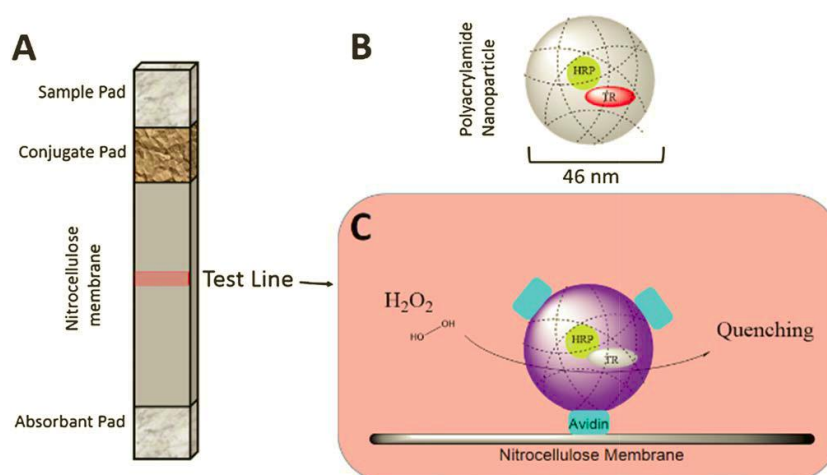 A
Sample Pad
Conjugate Pad
Nitrocellulose
membrane
Test Line
Absorbant Pad
B
Polyacrylamide
Nanoparticle
HRP
TR
46 nm
C
H₂O₂
HO
OH
HRP
TR
Quenching
Avidin
Nitrocellulose Membrane